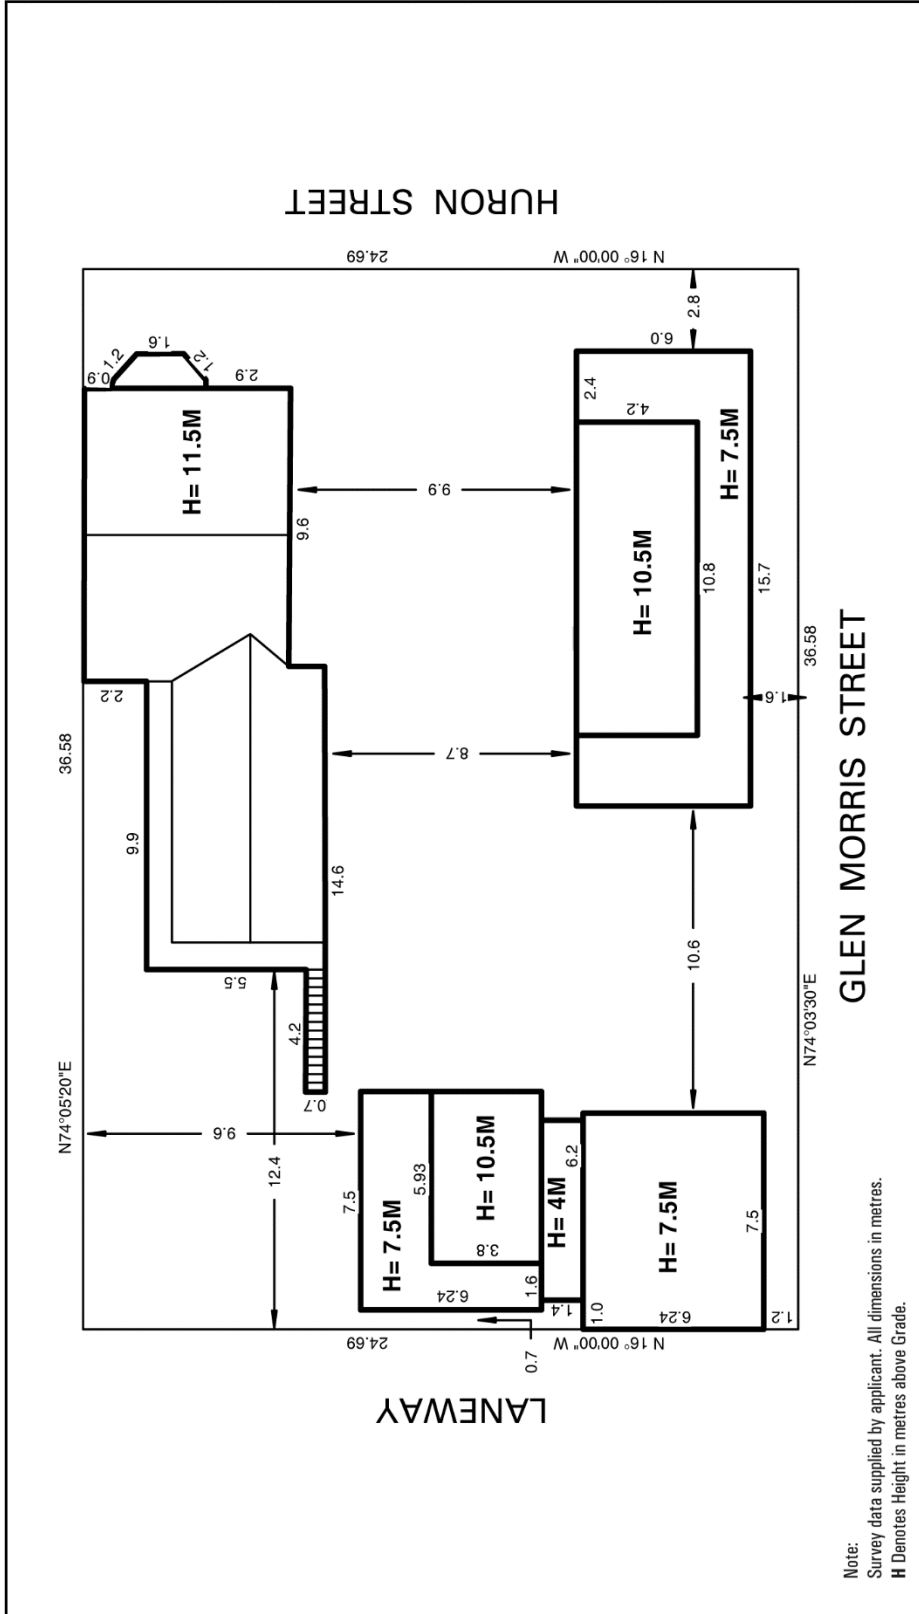 HURON STREET
24.69
N 16° 00'00" W
0.9
1.2
1.6
1.2
2.9
H= 11.5M
9.6
2.2
36.58
9.9
14.6
5.5
4.2
0.7
9.9
8.7
2.8
6.0
2.4
4.2
H= 10.5M
10.8
H= 7.5M
15.7
1.6
36.58
GLEN MORRIS STREET
N74°03'30"E
10.6
N74°05'20"E
9.6
12.4
7.5
H= 7.5M
5.93
H= 10.5M
3.8
6.24
1.6
H= 4M
6.2
1.4
1.0
H= 7.5M
7.5
6.24
1.2
24.69
0.7
N 16° 00'00" W
LANEWAY
Note:
Survey data supplied by applicant. All dimensions in metres.
H Denotes Height in metres above Grade.